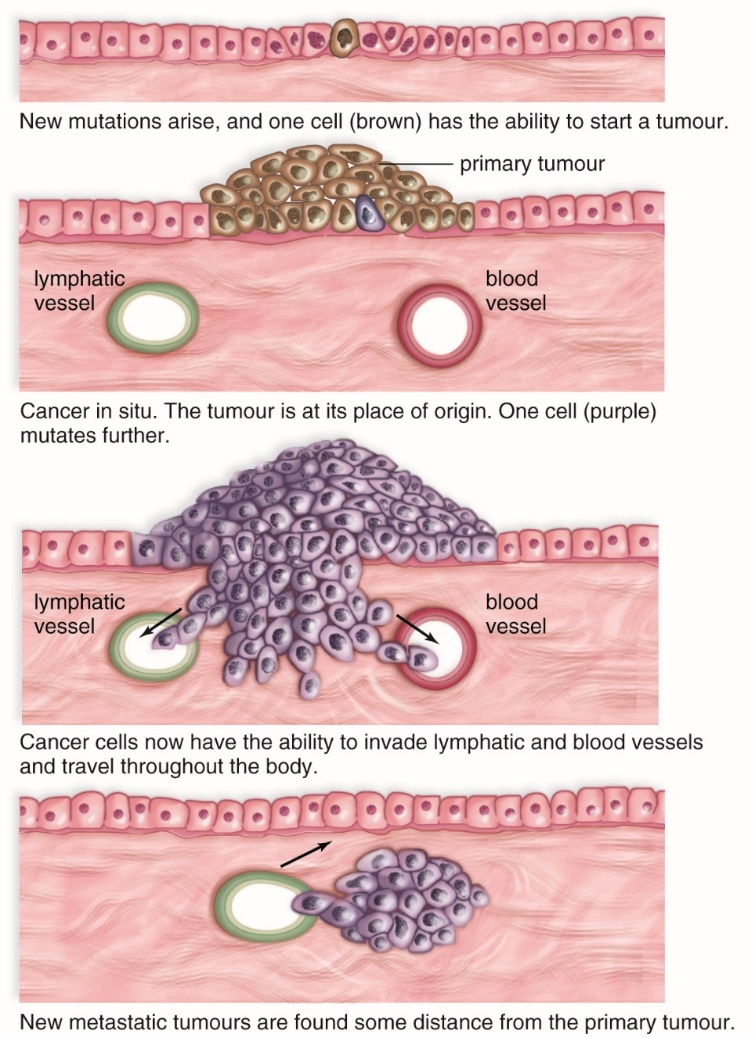 New mutations arise, and one cell (brown) has the ability to start a tumour.
primary tumour
lymphatic
vessel
blood
vessel
Cancer in situ. The tumour is at its place of origin. One cell (purple)
mutates further.
lymphatic
vessel
blood
vessel
Cancer cells now have the ability to invade lymphatic and blood vessels
and travel throughout the body.
New metastatic tumours are found some distance from the primary tumour.